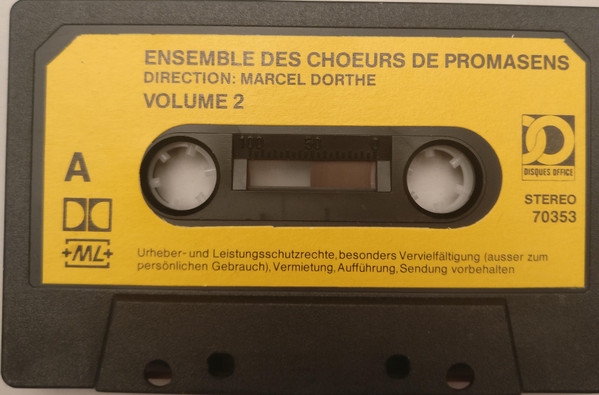 ENSEMBLE DES CHOEURS DE PROMASENS
DIRECTION: MARCEL DORTHE
VOLUME 2
A
DISQUES OFFICE
STEREO
70353
+ML+
Urheber- und Leistungsschutzrechte, besonders Vervielfältigung (ausser zum
persönlichen Gebrauch), Vermietung, Aufführung, Sendung vorbehalten